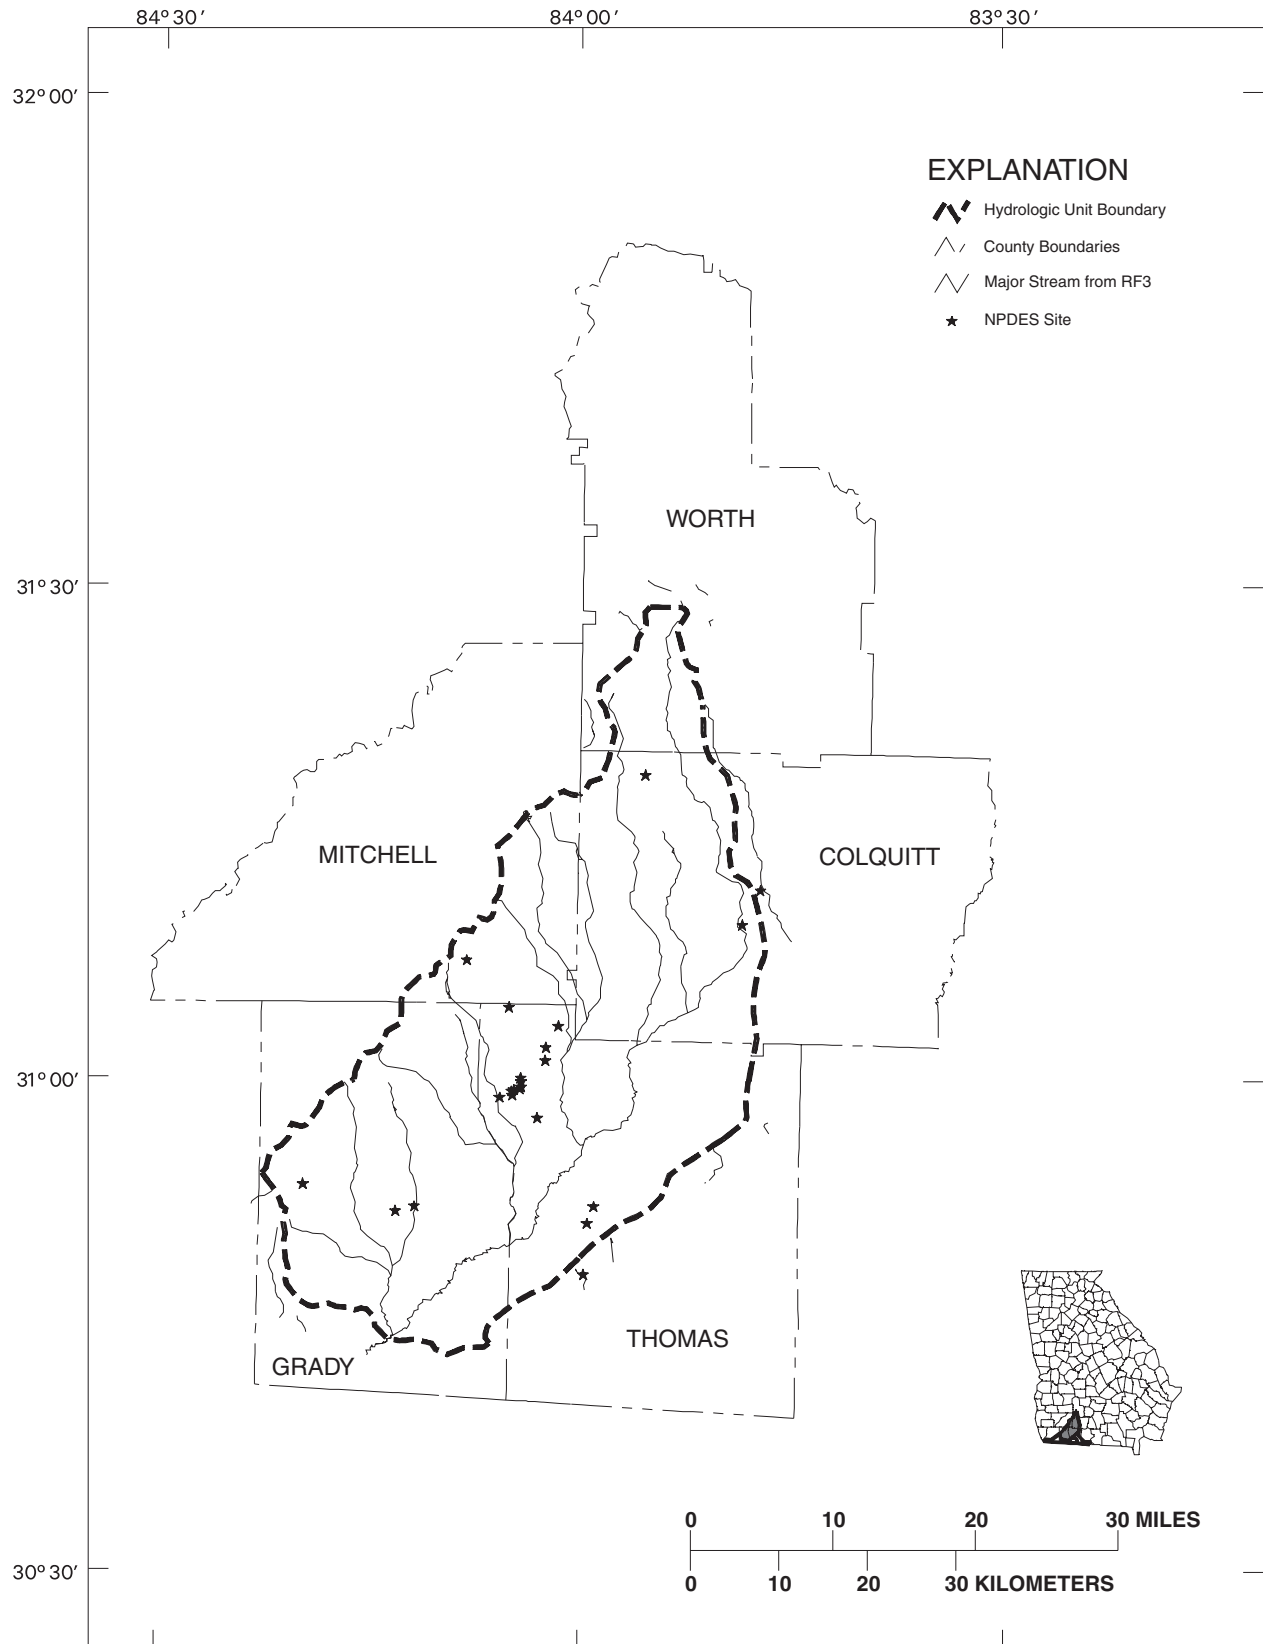 84° 30′ 84° 00′ 83° 30′
32° 00′
EXPLANATION
Hydrologic Unit Boundary
County Boundaries
Major Stream from RF3
NPDES Site
WORTH
31° 30′
MITCHELL
COLQUITT
31° 00′
THOMAS
GRADY
0 10 20 30 MILES
30° 30′
0 10 20 30 KILOMETERS